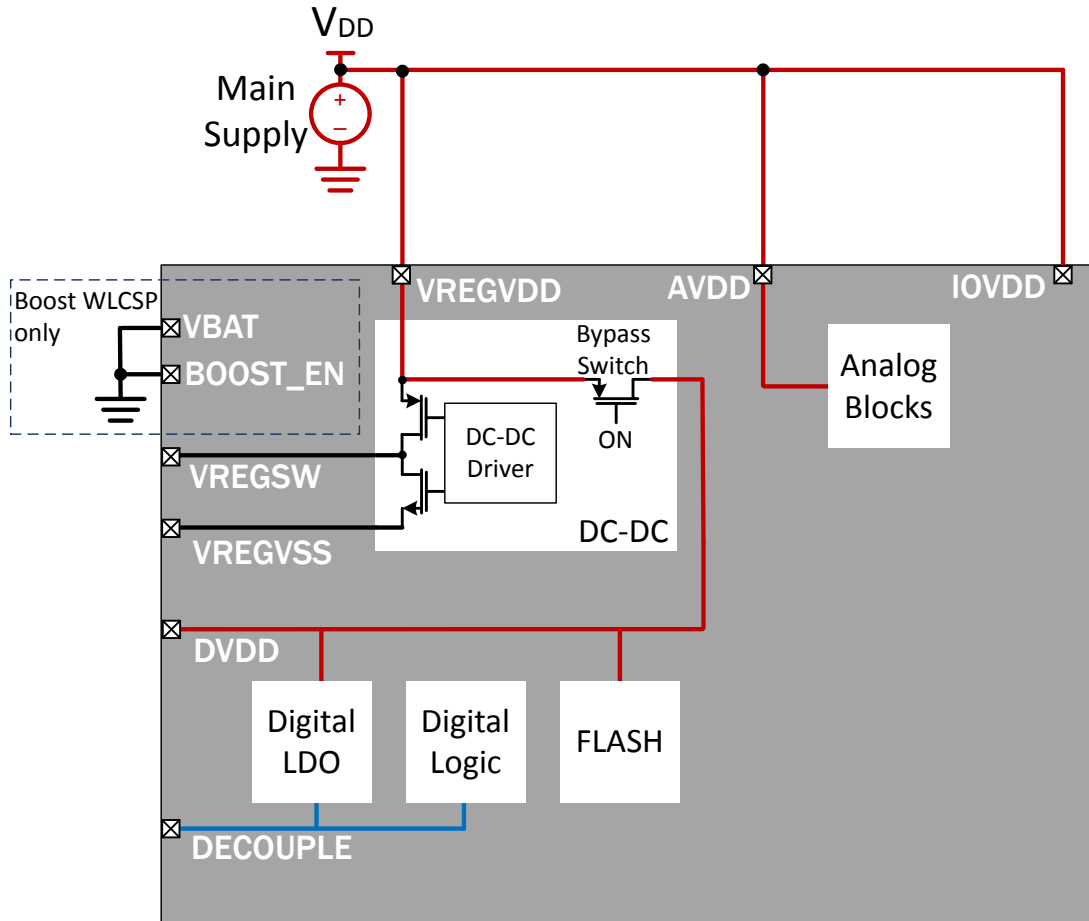 VDD
Main
Supply
+
–
VREGVDD
AVDD
IOVDD
Boost WLCSP
only
VBAT
BOOST_EN
Bypass
Switch
ON
Analog
Blocks
DC-DC
Driver
VREGSW
DC-DC
VREGVSS
DVDD
Digital
LDO
Digital
Logic
FLASH
DECOUPLE